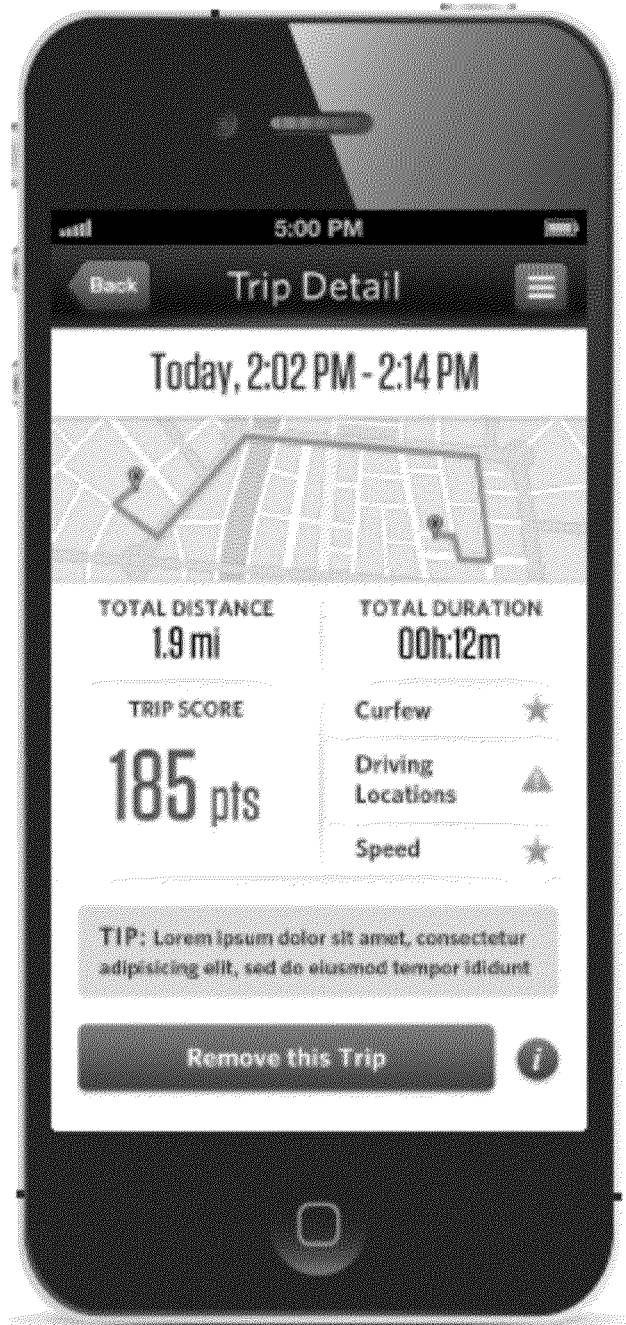 5:00 PM
Back
Trip Detail
Today, 2:02 PM - 2:14 PM
TOTAL DISTANCE
TOTAL DURATION
1.9 mi
00h:12m
TRIP SCORE
Curfew
185 pts
Driving
Locations
Speed
TIP: Lorem ipsum dolor sit amet, consectetur
adipisicing elit, sed do eiusmod tempor ididunt
Remove this Trip
i